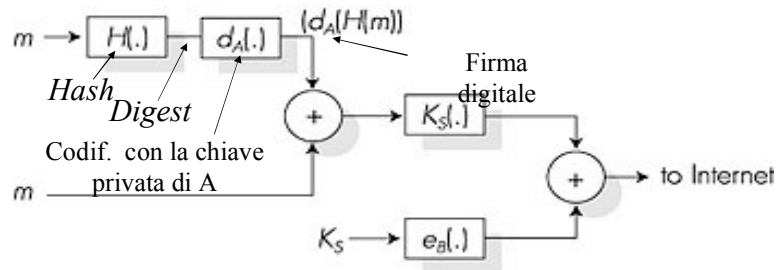 m
H(.)
d_A(.)
(d_A(H(m))
Hash
Digest
Firma
digitale
Codif. con la chiave
privata di A
+
K_S(.)
m
+
to Internet
K_S
e_B(.)